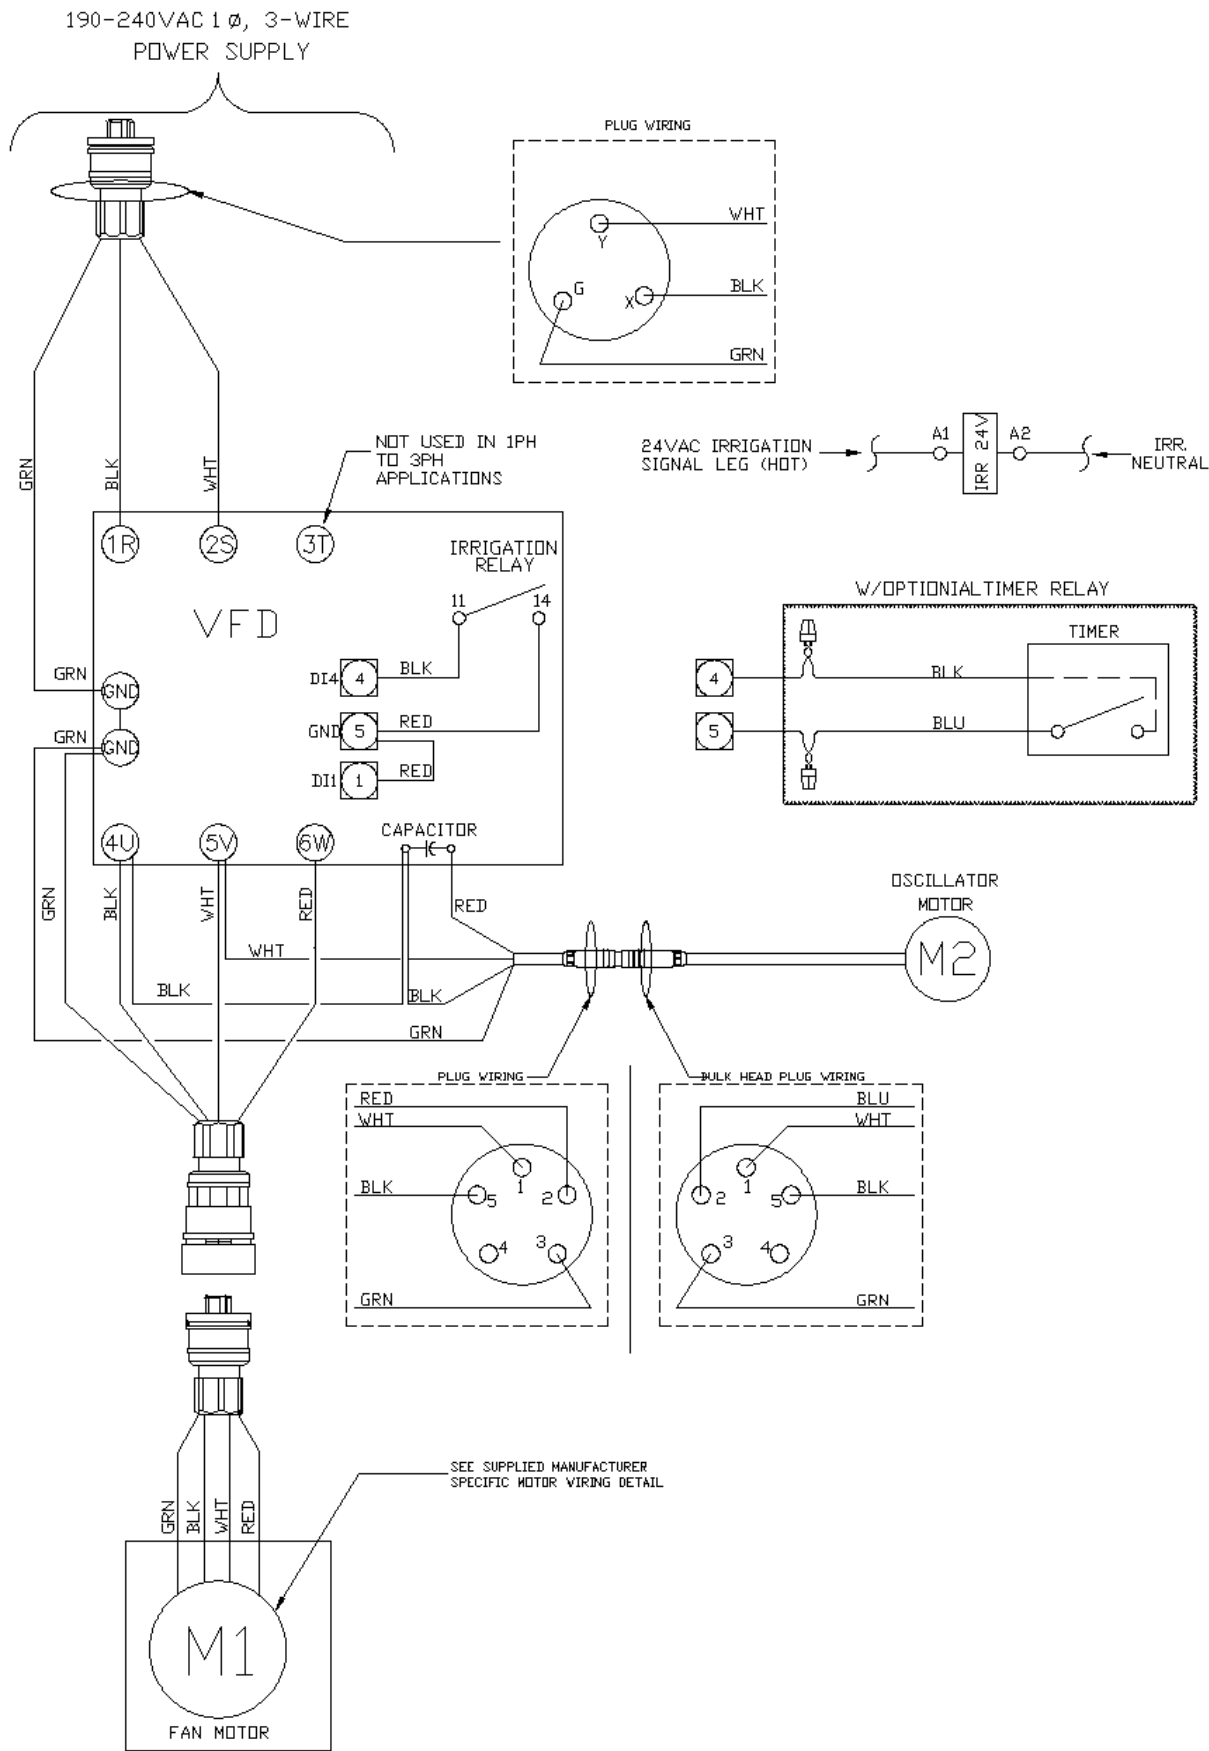 190-240VAC 1 Ø, 3-WIRE
POWER SUPPLY
PLUG WIRING
WHT
Y
G
X
BLK
GRN
GRN
BLK
WHT
NOT USED IN 1PH
TO 3PH
APPLICATIONS
24VAC IRRIGATION
SIGNAL LEG (HOT)
A1
IRR 24V
A2
IRR.
NEUTRAL
1R
2S
3T
IRRIGATION
RELAY
11
14
VFD
W/OPTIONIALTIMER RELAY
TIMER
GRN
GND
DI4
4
BLK
4
BLK
GRN
GND
GND
5
RED
5
BLU
DI1
1
RED
4U
5V
6W
CAPACITOR
GRN
BLK
WHT
RED
RED
OSCILLATOR
MOTOR
M2
WHT
BLK
BLK
GRN
PLUG WIRING
BULK HEAD PLUG WIRING
RED
WHT
BLK
GRN
1
2
3
4
5
BLU
WHT
BLK
GRN
1
2
3
4
5
SEE SUPPLIED MANUFACTURER
SPECIFIC MOTOR WIRING DETAIL
GRN
BLK
WHT
RED
M1
FAN MOTOR